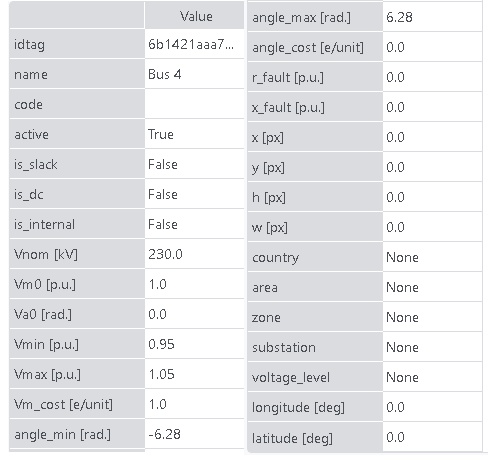 Value
idtag 6b1421aaa7...
name Bus 4
code
active True
is_slack False
is_dc False
is_internal False
Vnom [kV] 230.0
Vm0 [p.u.] 1.0
Va0 [rad.] 0.0
Vmin [p.u.] 0.95
Vmax [p.u.] 1.05
Vm_cost [e/unit] 1.0
angle_min [rad.] -6.28
angle_max [rad.] 6.28
angle_cost [e/unit] 0.0
r_fault [p.u.] 0.0
x_fault [p.u.] 0.0
x [px] 0.0
y [px] 0.0
h [px] 0.0
w [px] 0.0
country None
area None
zone None
substation None
voltage_level None
longitude [deg] 0.0
latitude [deg] 0.0